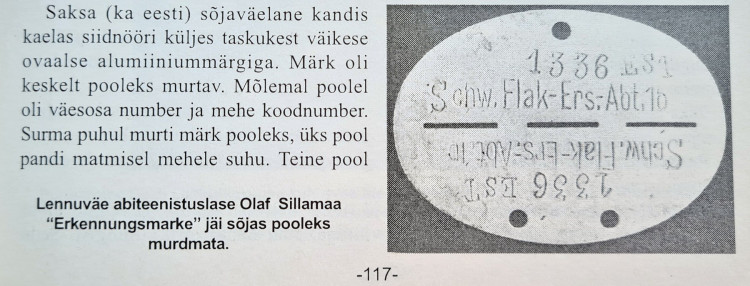 Saksa (ka eesti) sõjaväelane kandis
kaelas siidnööri küljes taskukest väikese
ovaalse alumiiniummärgiga. Märk oli
keskelt pooleks murtav. Mõlemal poolel
oli väeosa number ja mehe koodnumber.
Surma puhul murti märk pooleks, üks pool
pandi matmisel mehele suhu. Teine pool
Lennuväe abiteenistuslase Olaf Sillamaa
“Erkennungsmarke” jäi sõjas pooleks
murdmata.
1336 EST
Schw. Flak-Ers.-Abt.1b
Schw. Flak-Ers.-Abt.1b
1336 EST
-117-